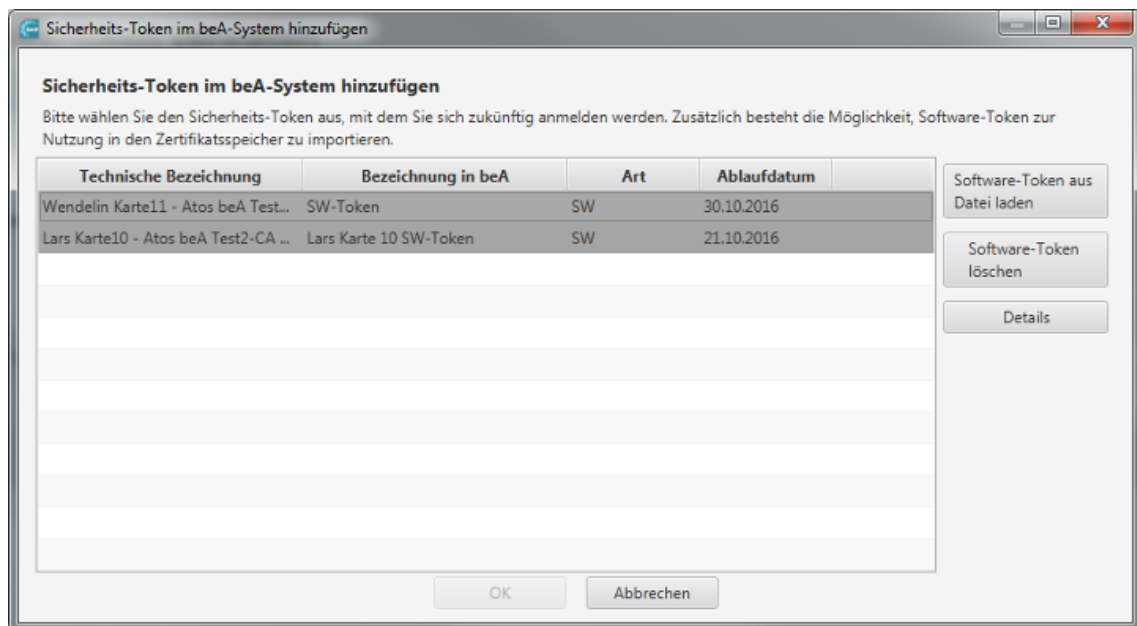 Sicherheits-Token im beA-System hinzufügen
Sicherheits-Token im beA-System hinzufügen
Bitte wählen Sie den Sicherheits-Token aus, mit dem Sie sich zukünftig anmelden werden. Zusätzlich besteht die Möglichkeit, Software-Token zur
Nutzung in den Zertifikatsspeicher zu importieren.
Technische Bezeichnung Bezeichnung in beA Art Ablaufdatum
Wendelin Karte11 - Atos beA Test... SW-Token SW 30.10.2016
Lars Karte10 - Atos beA Test2-CA ... Lars Karte 10 SW-Token SW 21.10.2016
Software-Token aus
Datei laden
Software-Token
löschen
Details
OK Abbrechen